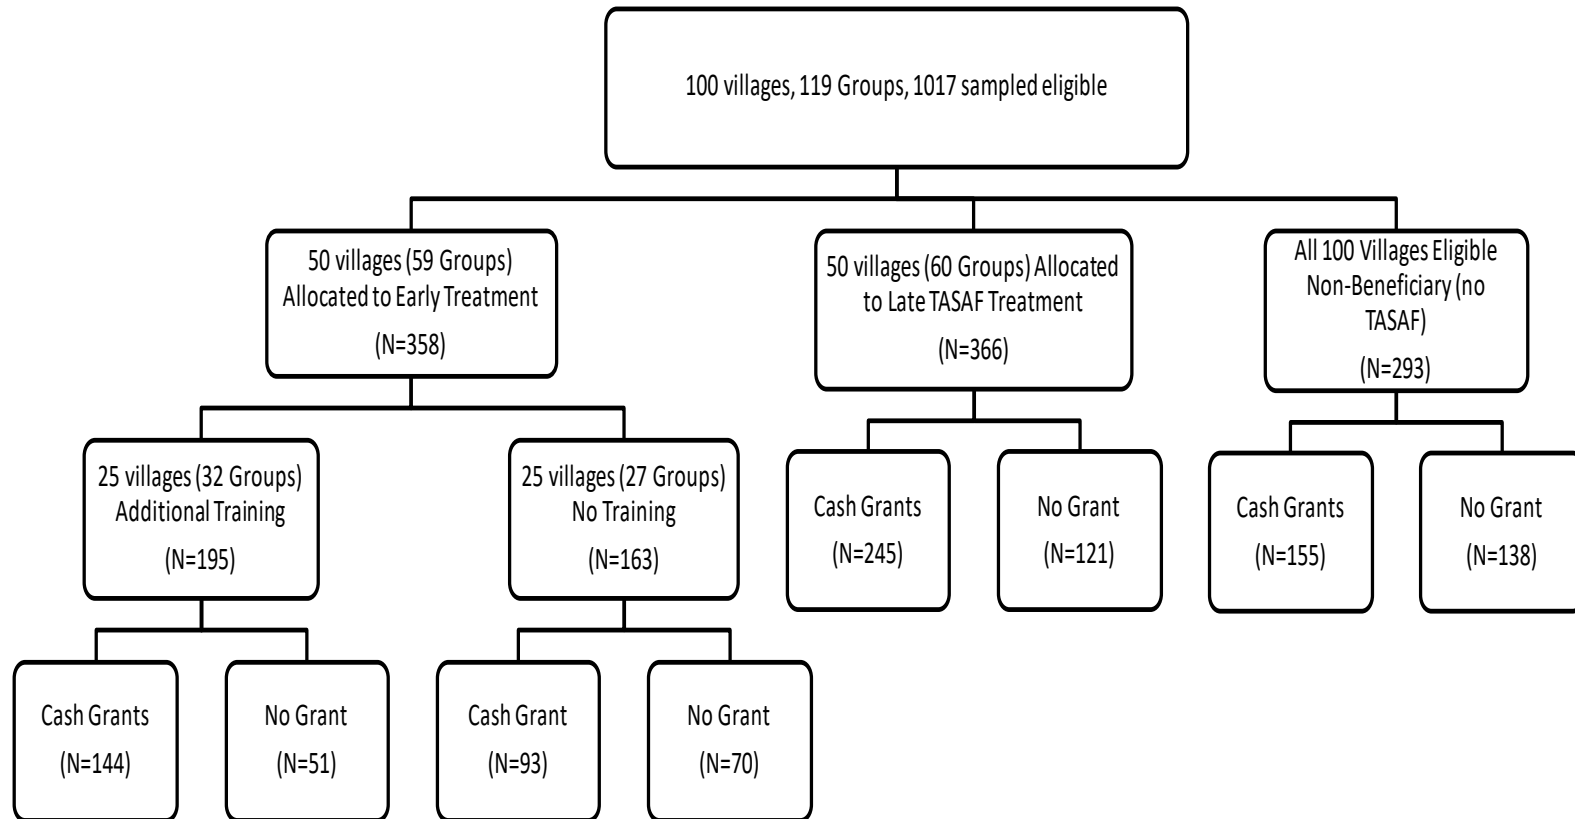 100 villages, 119 Groups, 1017 sampled eligible
50 villages (59 Groups)
Allocated to Early Treatment
(N=358)
50 villages (60 Groups) Allocated
to Late TASAF Treatment
(N=366)
All 100 Villages Eligible
Non-Beneficiary (no
TASAF)
(N=293)
25 villages (32 Groups)
Additional Training
(N=195)
25 villages (27 Groups)
No Training
(N=163)
Cash Grants
(N=245)
No Grant
(N=121)
Cash Grants
(N=155)
No Grant
(N=138)
Cash Grants
(N=144)
No Grant
(N=51)
Cash Grant
(N=93)
No Grant
(N=70)